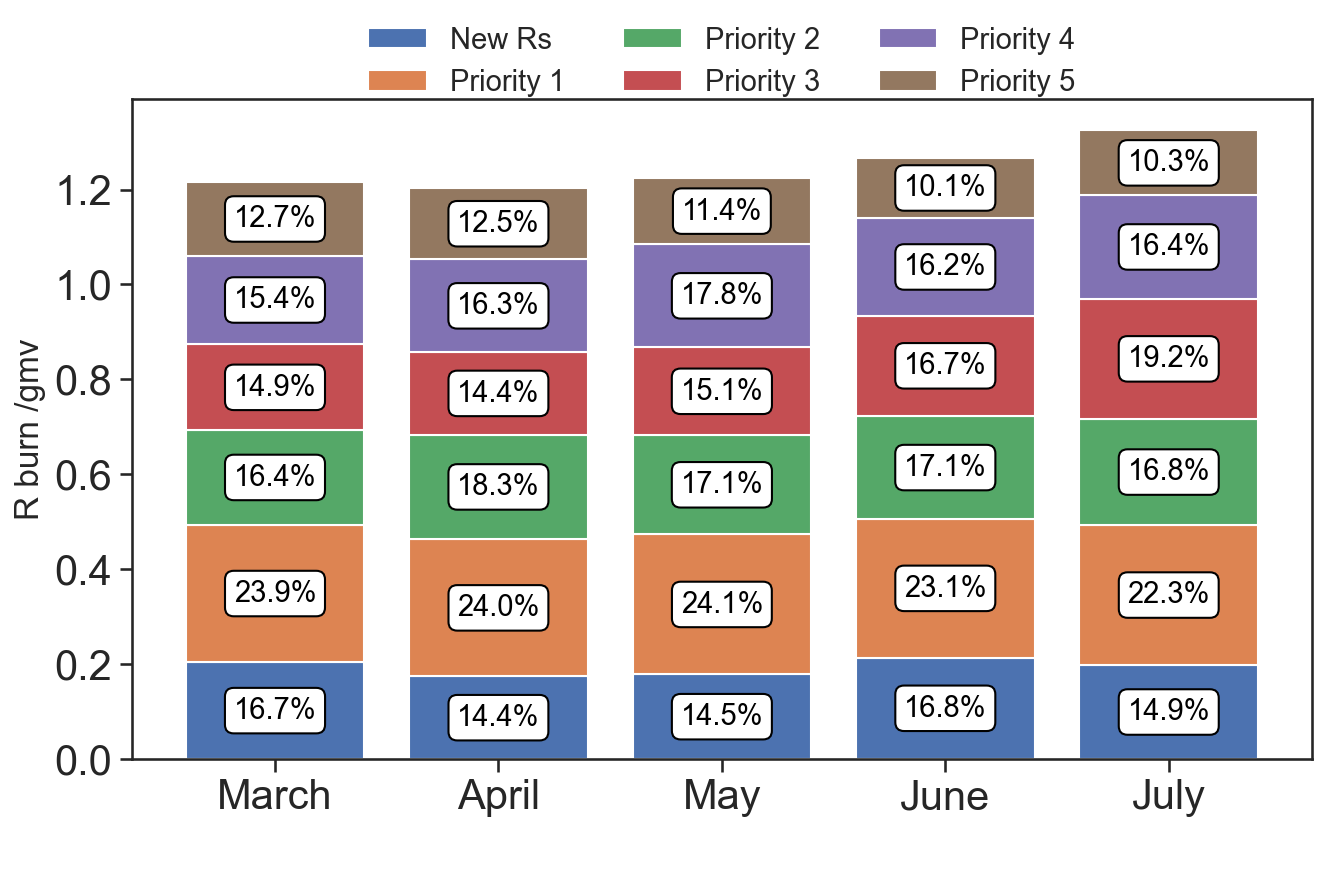 New Rs Priority 2 Priority 4
Priority 1 Priority 3 Priority 5
R burn /gmv
1.2
1.0
0.8
0.6
0.4
0.2
0.0
12.7% 12.5% 11.4% 10.1% 10.3%
15.4% 16.3% 17.8% 16.2% 16.4%
14.9% 14.4% 15.1% 16.7% 19.2%
16.4% 18.3% 17.1% 17.1% 16.8%
23.9% 24.0% 24.1% 23.1% 22.3%
16.7% 14.4% 14.5% 16.8% 14.9%
March April May June July